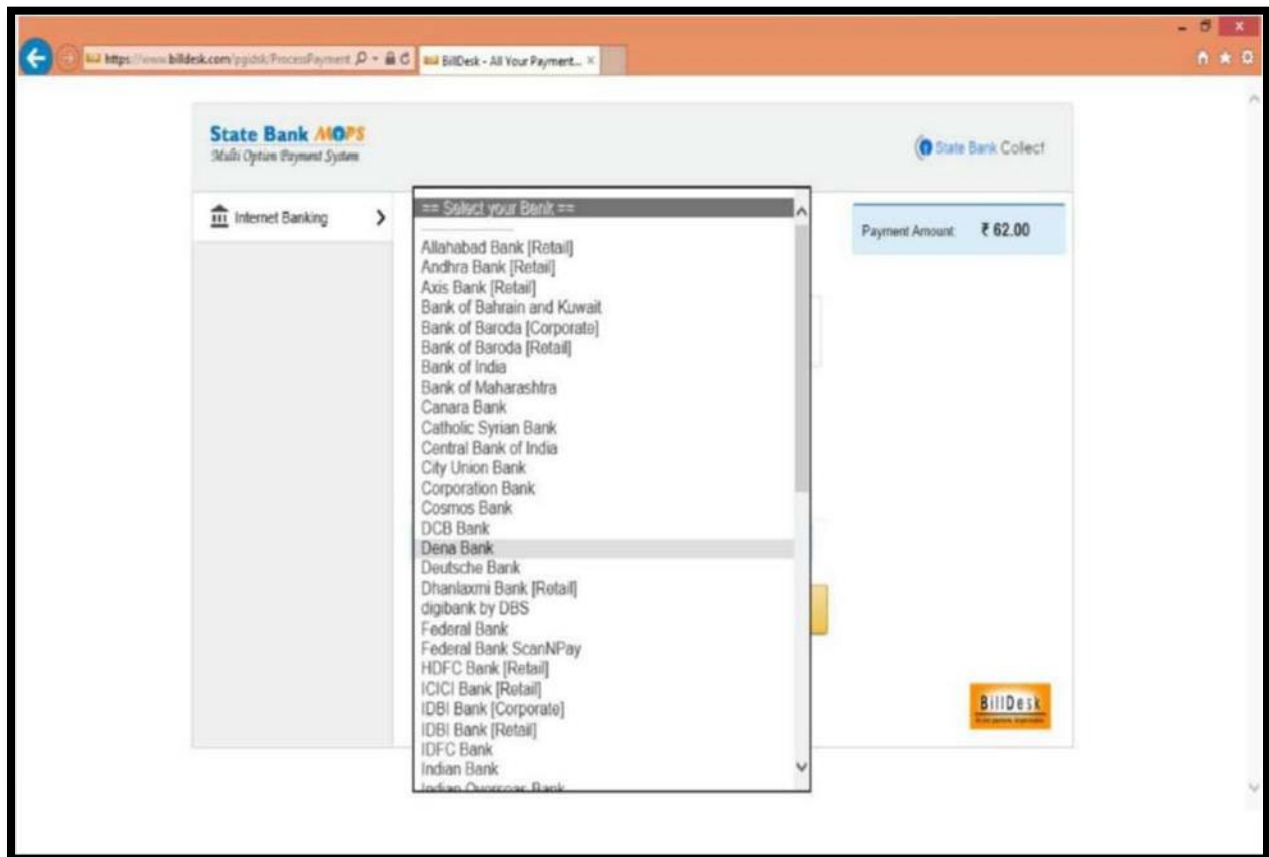 https://www.billdesk.com/pgidsk/ProcessPayment
BillDesk - All Your Payment...
State Bank MOPS
Multi Option Payment System
State Bank Collect
Internet Banking
Payment Amount: ₹ 62.00
== Select your Bank ==
--------------------
Allahabad Bank [Retail]
Andhra Bank [Retail]
Axis Bank [Retail]
Bank of Bahrain and Kuwait
Bank of Baroda [Corporate]
Bank of Baroda [Retail]
Bank of India
Bank of Maharashtra
Canara Bank
Catholic Syrian Bank
Central Bank of India
City Union Bank
Corporation Bank
Cosmos Bank
DCB Bank
Dena Bank
Deutsche Bank
Dhanlaxmi Bank [Retail]
digibank by DBS
Federal Bank
Federal Bank ScanNPay
HDFC Bank [Retail]
ICICI Bank [Retail]
IDBI Bank [Corporate]
IDBI Bank [Retail]
IDFC Bank
Indian Bank
Indian Overseas Bank
BillDesk